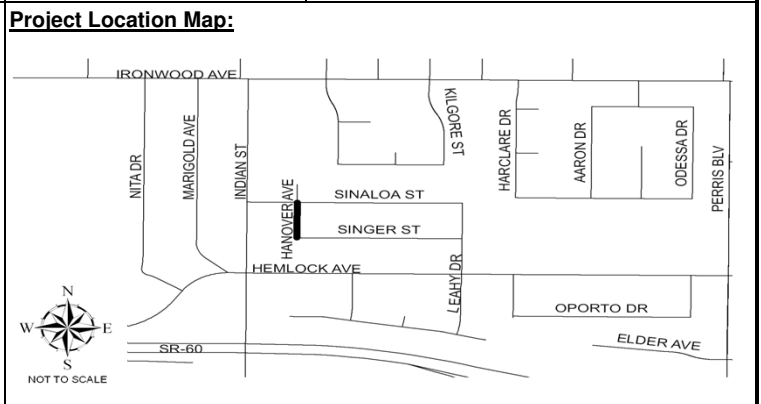 Project Location Map:
IRONWOOD AVE
NITA DR
MARIGOLD AVE
INDIAN ST
KILGORE ST
HARCLARE DR
AARON DR
ODESSA DR
PERRIS BLV
HANOVER AVE
SINALOA ST
SINGER ST
HEMLOCK AVE
LEAHY DR
OPORTO DR
ELDER AVE
SR-60
N
W
E
S
NOT TO SCALE